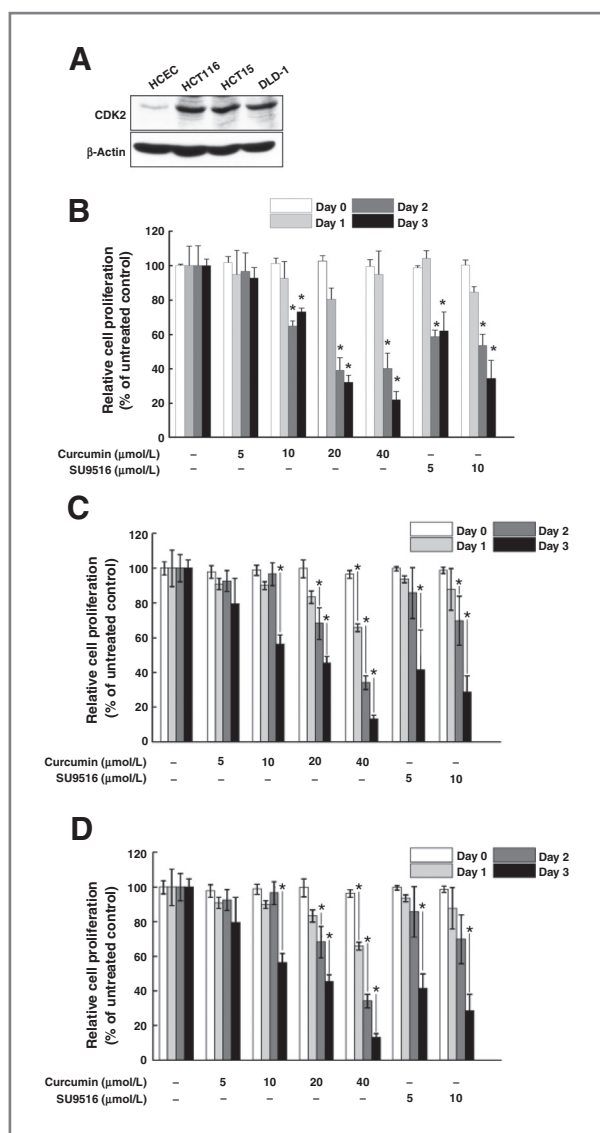 A
HCEC HCT116 HCT15 DLD-1
CDK2
β-Actin
B
Day 0 Day 2
Day 1 Day 3
Relative cell proliferation
(% of untreated control)
120
100
80
60
40
20
0
* * * * * * * * * *
Curcumin (μmol/L) – 5 10 20 40 – –
SU9516 (μmol/L) – – – – – 5 10
C
Day 0 Day 2
Day 1 Day 3
Relative cell proliferation
(% of untreated control)
120
100
80
60
40
20
0
* * * * * * * * *
Curcumin (μmol/L) – 5 10 20 40 – –
SU9516 (μmol/L) – – – – – 5 10
D
Day 0 Day 2
Day 1 Day 3
Relative cell proliferation
(% of untreated control)
120
100
80
60
40
20
0
* * * * * * * *
Curcumin (μmol/L) – 5 10 20 40 – –
SU9516 (μmol/L) – – – – – 5 10